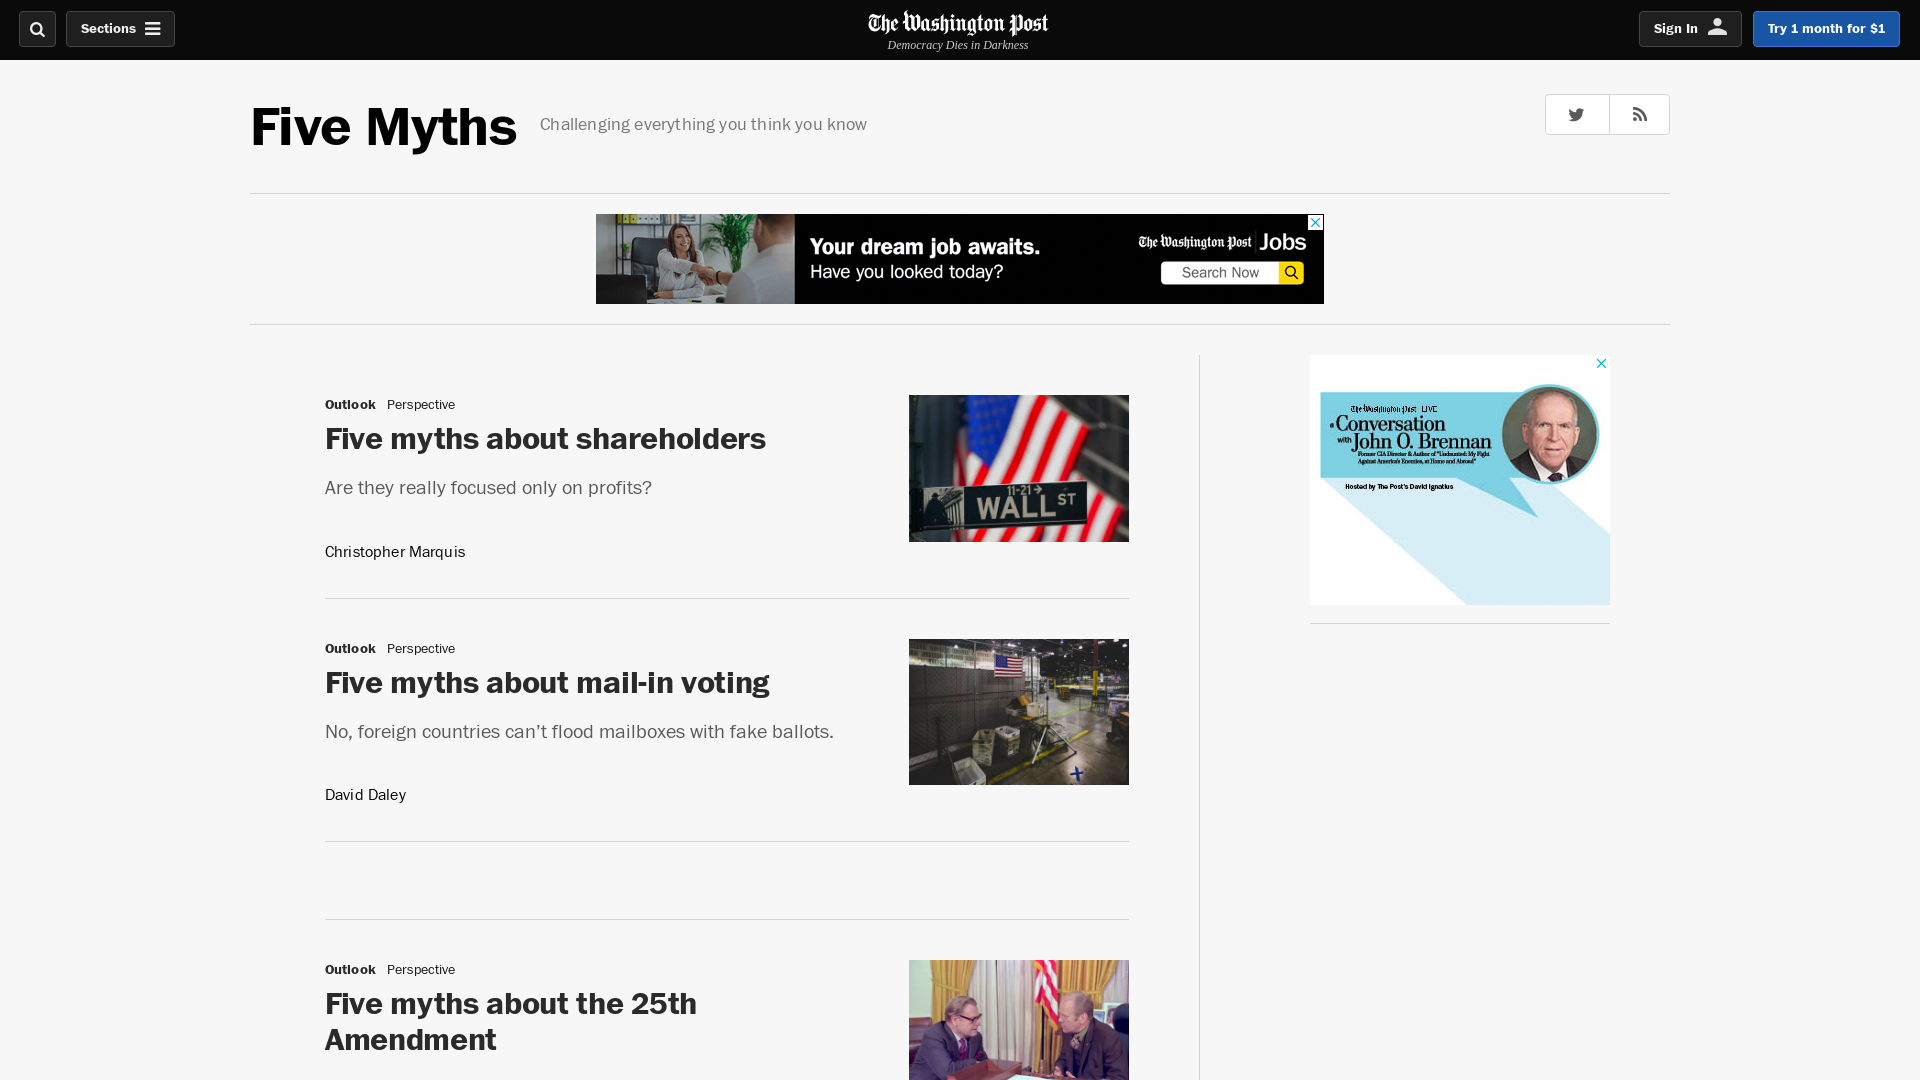 Sections
The Washington Post
Democracy Dies in Darkness
Sign In
Try 1 month for $1
Five Myths
Challenging everything you think you know
Your dream job awaits.
Have you looked today?
The Washington Post Jobs
Search Now
Outlook Perspective
Five myths about shareholders
Are they really focused only on profits?
Christopher Marquis
11-21
WALL ST
The Washington Post LIVE
a Conversation
with John O. Brennan
Former CIA Director & Author of "Undaunted: My Fight
Against America's Enemies, at Home and Abroad"
Hosted by The Post's David Ignatius
Outlook Perspective
Five myths about mail-in voting
No, foreign countries can’t flood mailboxes with fake ballots.
David Daley
Outlook Perspective
Five myths about the 25th
Amendment